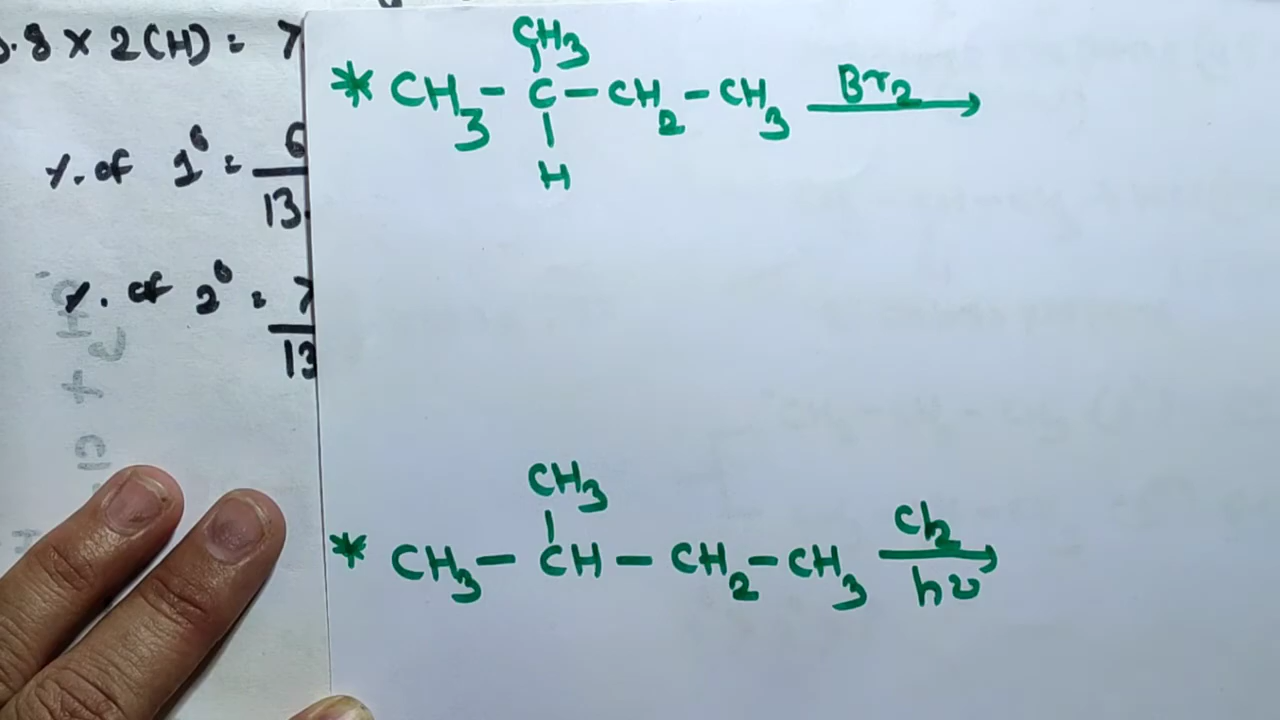 .8 × 2(H) = 7
%. of 1° = 6
13.
%. of 2° = 7
13
CH3
* CH3 - C - CH2 - CH3 Br2
H
CH3
* CH3 - CH - CH2 - CH3 Cl2
hν